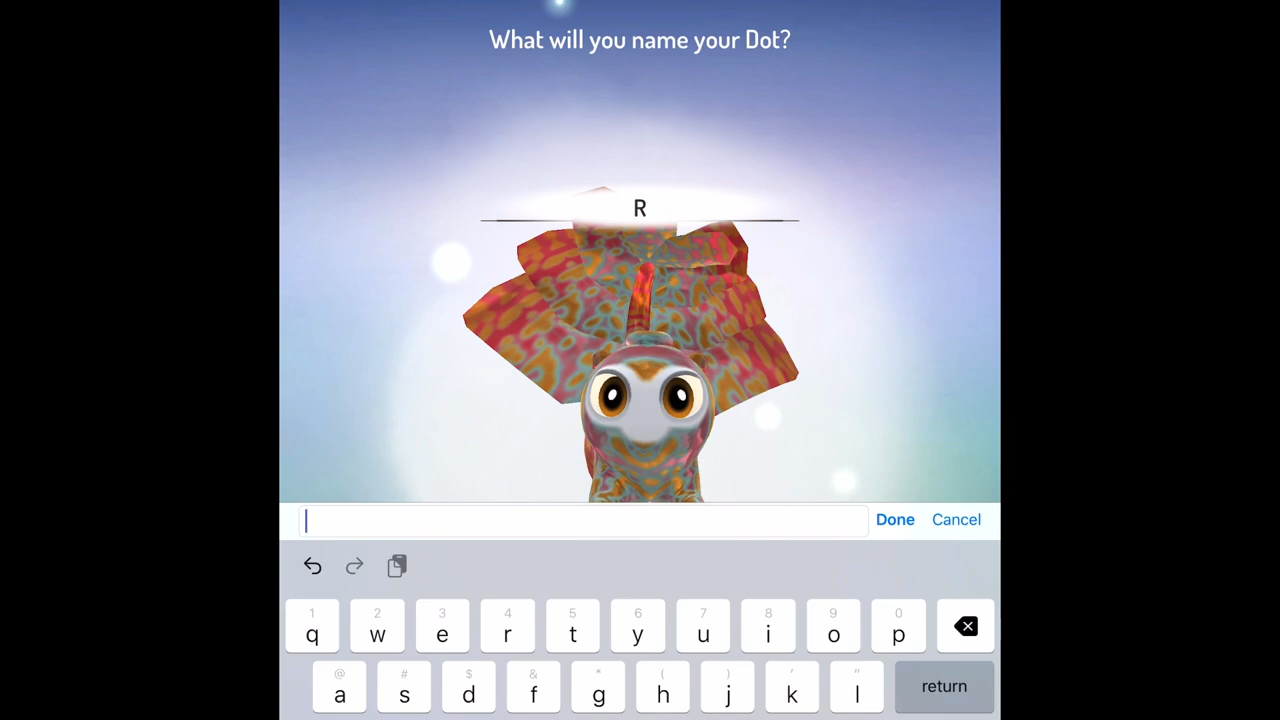 What will you name your Dot?
R
Done Cancel
1 2 3 4 5 6 7 8 9 0
q w e r t y u i o p
@ # $ & * ( ) ' "
a s d f g h j k l return